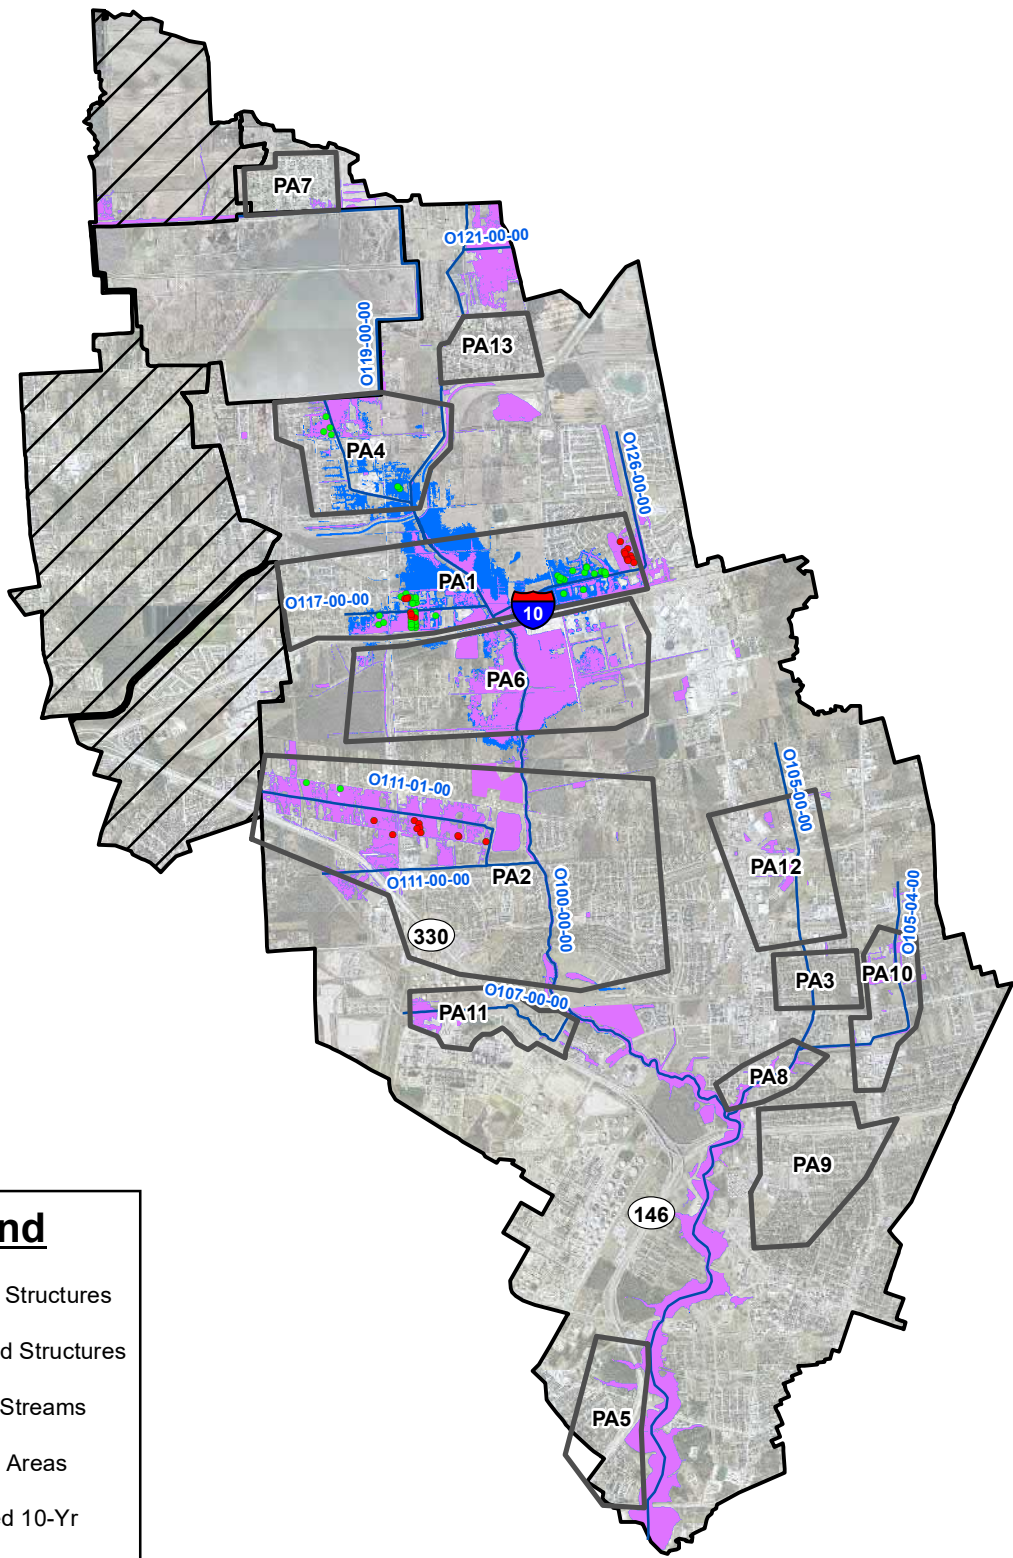 PA7
O121-00-00
O119-00-00
PA13
PA4
O126-00-00
PA1
O117-00-00
10
PA6
O111-01-00
O105-00-00
PA12
O111-00-00
PA2
O105-04-00
330
O100-00-00
PA3
PA10
O107-00-00
PA11
PA8
PA9
146
nd
Structures
d Structures
Streams
Areas
ed 10-Yr
PA5